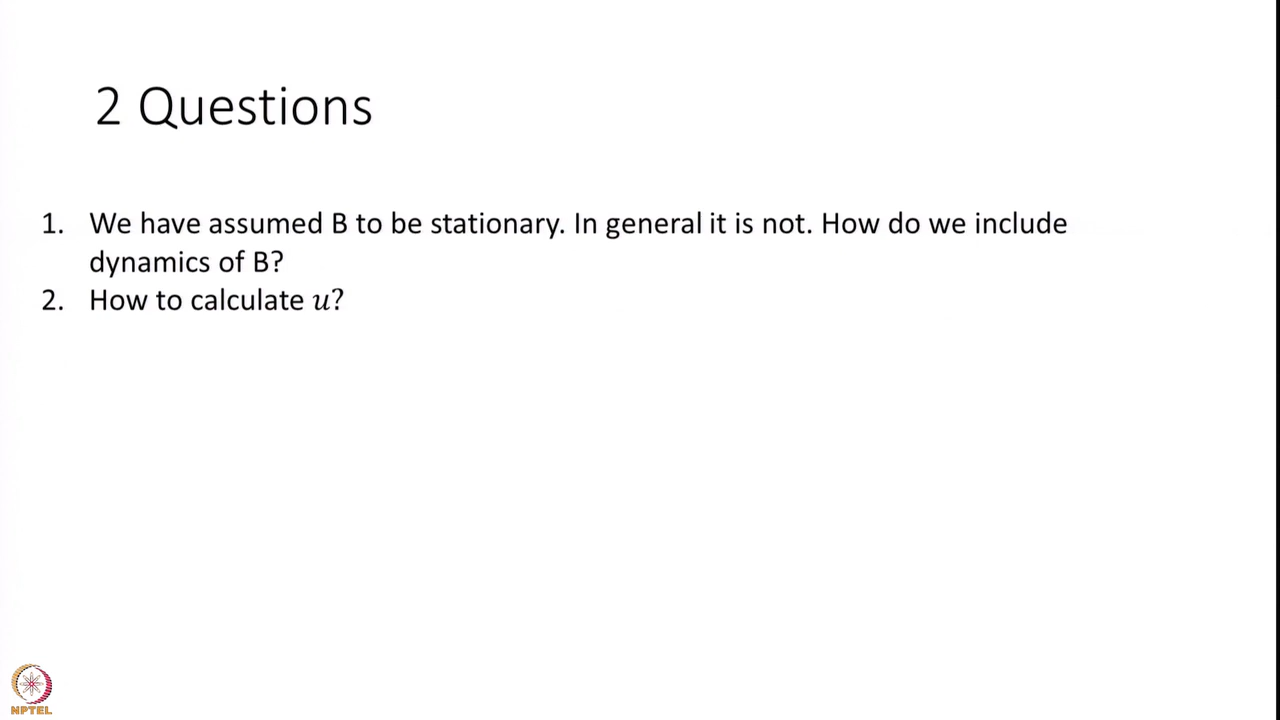 2 Questions
1. We have assumed B to be stationary. In general it is not. How do we include
dynamics of B?
2. How to calculate u?
NPTEL